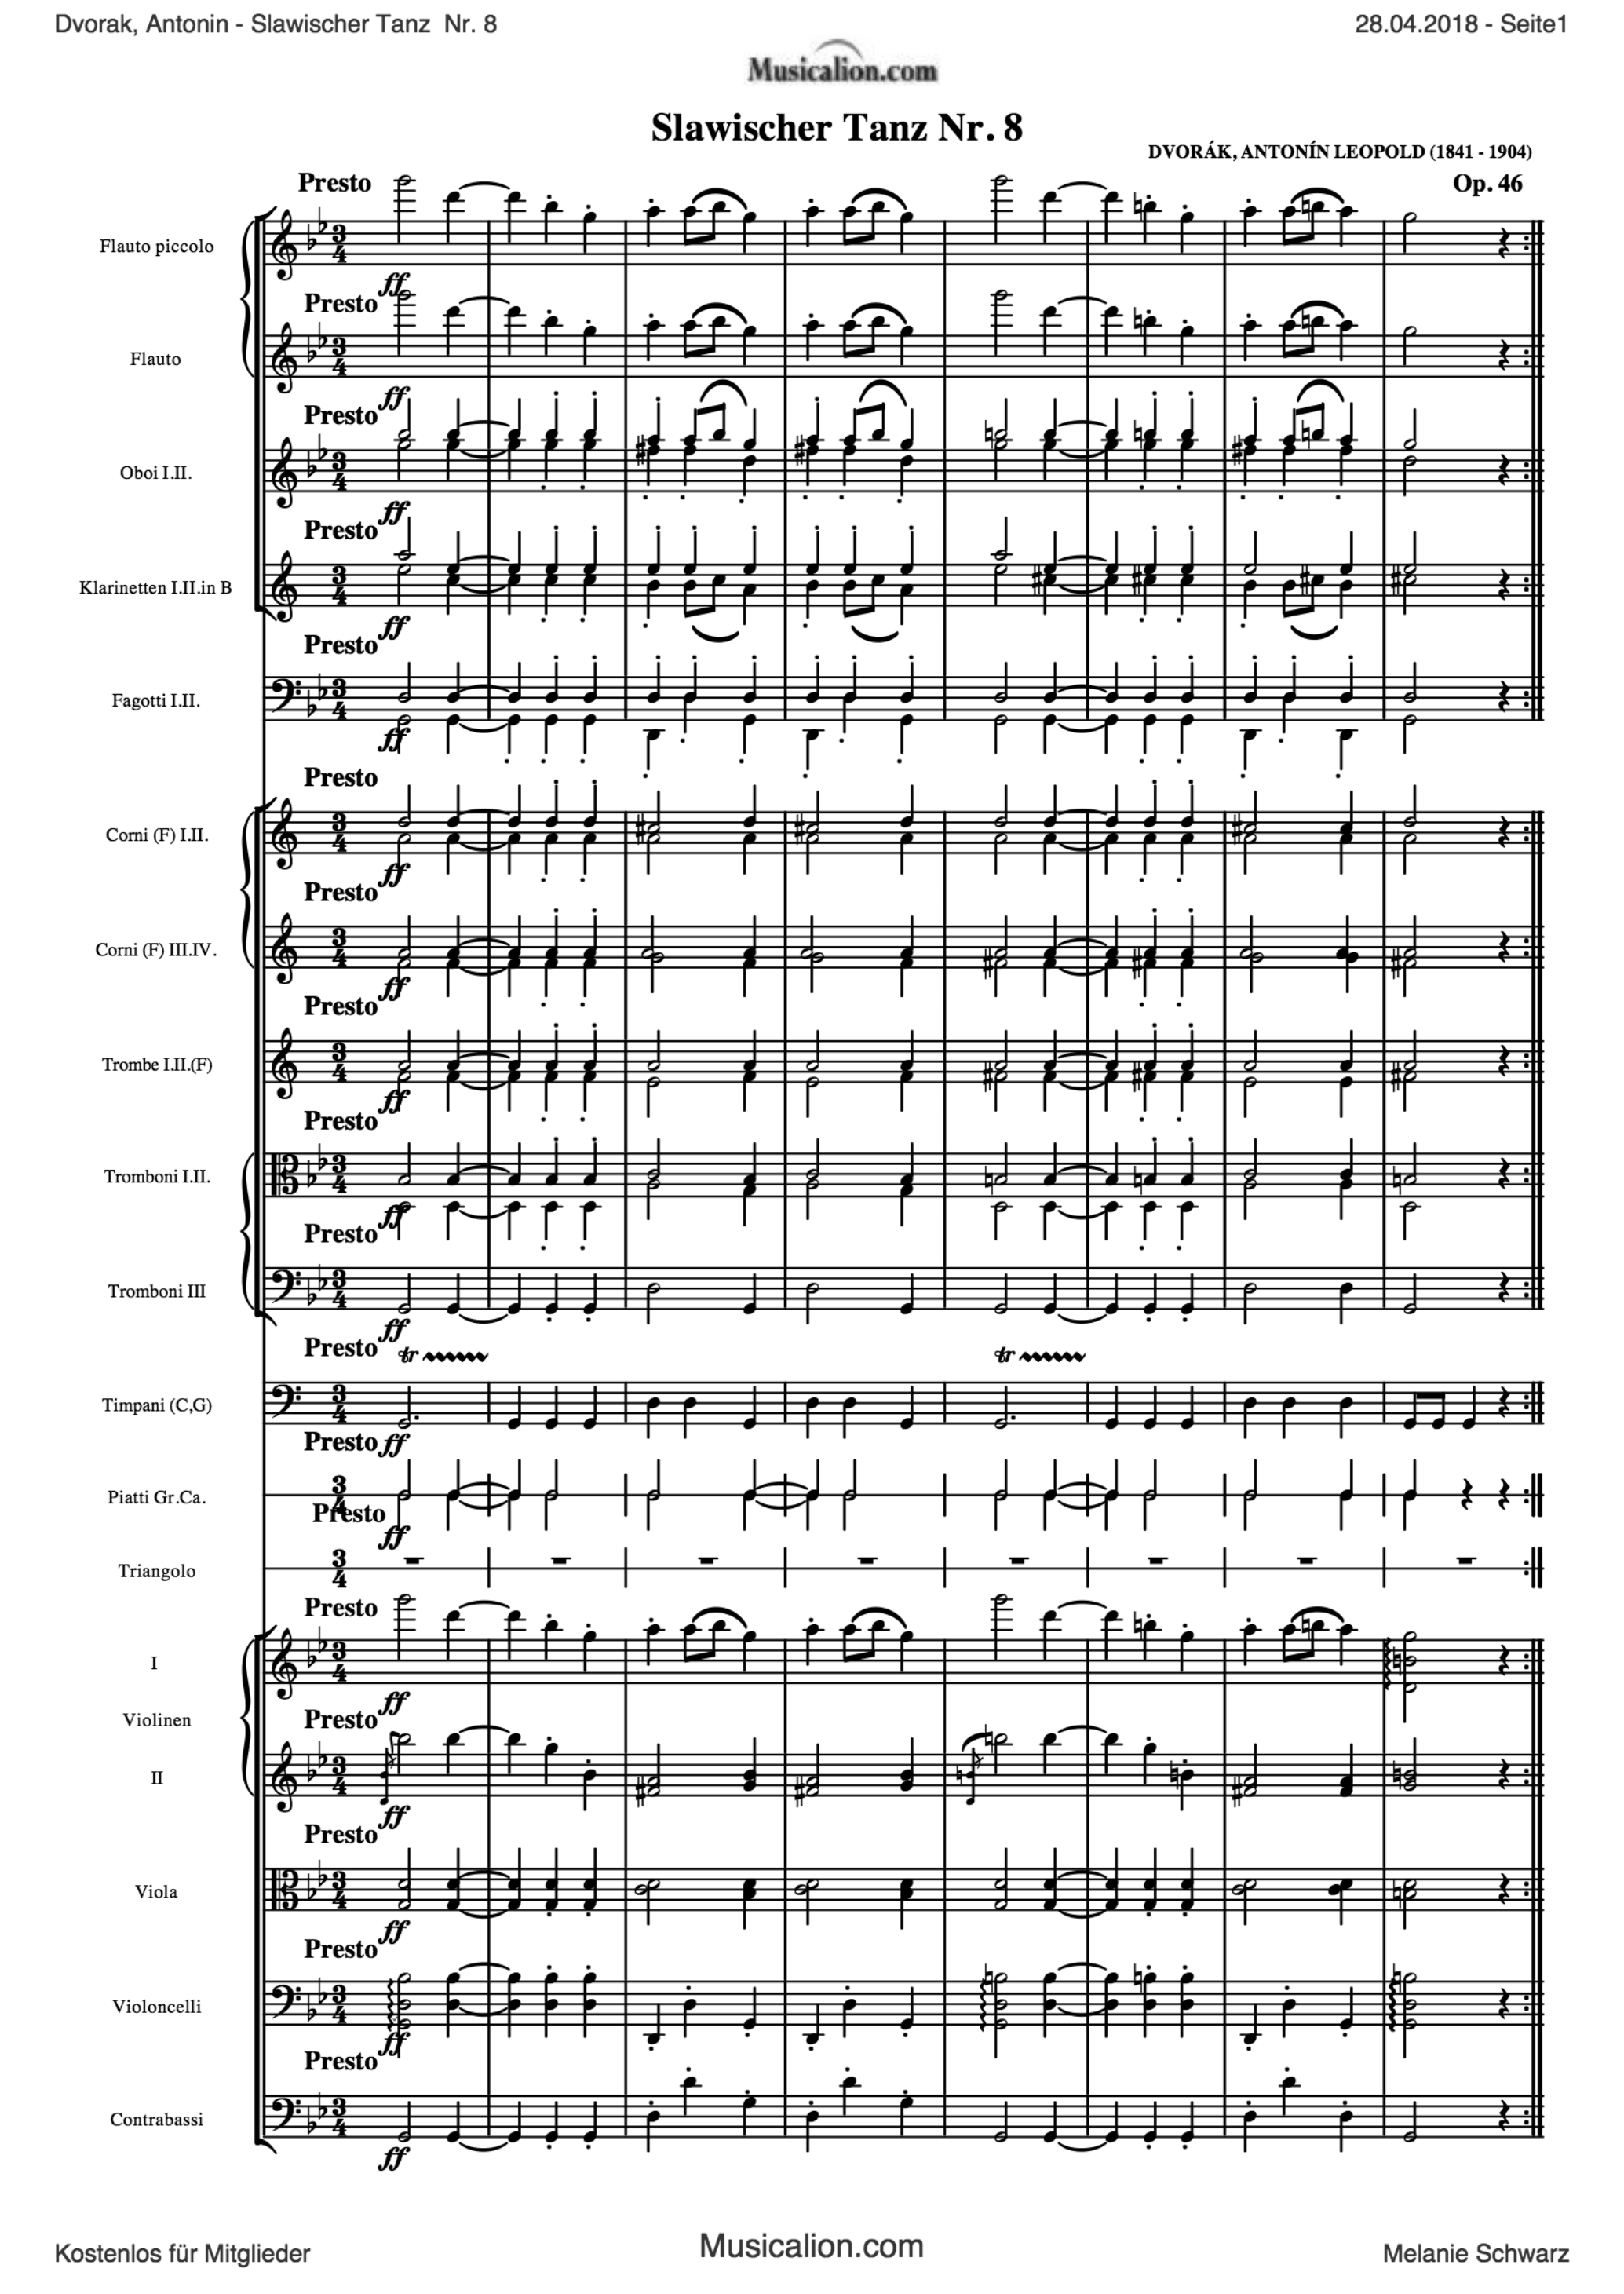 Dvorak, Antonin - Slawischer Tanz  Nr. 8
28.04.2018 - Seite1
Musicalion.com
Slawischer Tanz Nr. 8
DVORÁK, ANTONÍN LEOPOLD (1841 - 1904)
Presto
Op. 46
Flauto piccolo
ff
Presto
Flauto
ff
Presto
Oboi I.II.
ff
Presto
Klarinetten I.II.in B
ff
Presto
Fagotti I.II.
ff
Presto
Corni (F) I.II.
ff
Presto
Corni (F) III.IV.
ff
Presto
Trombe I.II.(F)
ff
Presto
Tromboni I.II.
ff
Presto
Tromboni III
ff
Presto
tr
tr
Timpani (C,G)
Presto ff
Piatti Gr.Ca.
Presto
ff
Triangolo
Presto
I
ff
Violinen
Presto
II
ff
Presto
Viola
ff
Presto
Violoncelli
ff
Presto
Contrabassi
ff
Kostenlos für Mitglieder
Musicalion.com
Melanie Schwarz